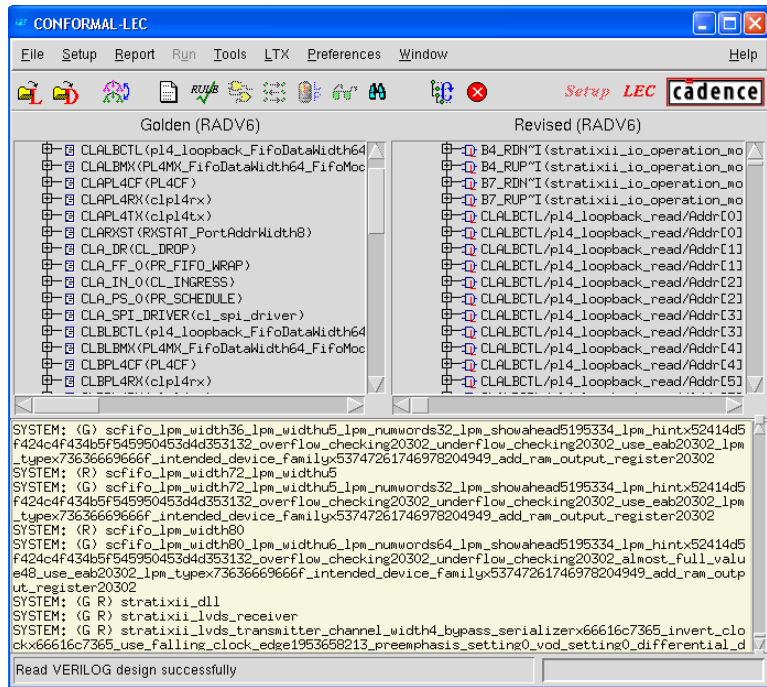 CONFORMAL-LEC
File Setup Report Run Tools LTX Preferences Window Help
L D RULE Setup LEC cādence
Golden (RADV6) Revised (RADV6)
CLALBCTL(pl4_loopback_FifoDataWidth64
CLALBMX(PL4MX_FifoDataWidth64_FifoMoc
CLAPL4CF(PL4CF)
CLAPL4RX(clpl4rx)
CLAPL4TX(clpl4tx)
CLARXST(RXSTAT_PortAddrWidth8)
CLA_DR(CL_DROP)
CLA_FF_0(PR_FIFO_WRAP)
CLA_IN_0(CL_INGRESS)
CLA_PS_0(PR_SCHEDULE)
CLA_SPI_DRIVER(cl_spi_driver)
CLBLBCTL(pl4_loopback_FifoDataWidth64
CLBLBMX(PL4MX_FifoDataWidth64_FifoMoc
CLBPL4CF(PL4CF)
CLBPL4RX(clpl4rx)
B4_RDN~I(stratixii_io_operation_mo
B4_RUP~I(stratixii_io_operation_mo
B7_RDN~I(stratixii_io_operation_mo
B7_RUP~I(stratixii_io_operation_mo
CLALBCTL/pl4_loopback_read/Addr[0]
CLALBCTL/pl4_loopback_read/Addr[0]
CLALBCTL/pl4_loopback_read/Addr[1]
CLALBCTL/pl4_loopback_read/Addr[1]
CLALBCTL/pl4_loopback_read/Addr[2]
CLALBCTL/pl4_loopback_read/Addr[2]
CLALBCTL/pl4_loopback_read/Addr[3]
CLALBCTL/pl4_loopback_read/Addr[3]
CLALBCTL/pl4_loopback_read/Addr[4]
CLALBCTL/pl4_loopback_read/Addr[4]
CLALBCTL/pl4_loopback_read/Addr[5]
SYSTEM: (G) scfifo_lpm_width36_lpm_widthu5_lpm_numwords32_lpm_showahead5195334_lpm_hintx52414d5
f424c4f434b5f545950453d4d353132_overflow_checking20302_underflow_checking20302_use_eab20302_lpm
_typex73636669666f_intended_device_familyx53747261746978204949_add_ram_output_register20302
SYSTEM: (R) scfifo_lpm_width72_lpm_widthu5
SYSTEM: (G) scfifo_lpm_width72_lpm_widthu5_lpm_numwords32_lpm_showahead5195334_lpm_hintx52414d5
f424c4f434b5f545950453d4d353132_overflow_checking20302_underflow_checking20302_use_eab20302_lpm
_typex73636669666f_intended_device_familyx53747261746978204949_add_ram_output_register20302
SYSTEM: (R) scfifo_lpm_width80
SYSTEM: (G) scfifo_lpm_width80_lpm_widthu6_lpm_numwords64_lpm_showahead5195334_lpm_hintx52414d5
f424c4f434b5f545950453d4d353132_overflow_checking20302_underflow_checking20302_almost_full_valu
e48_use_eab20302_lpm_typex73636669666f_intended_device_familyx53747261746978204949_add_ram_outp
ut_register20302
SYSTEM: (G R) stratixii_dll
SYSTEM: (G R) stratixii_lvds_receiver
SYSTEM: (G R) stratixii_lvds_transmitter_channel_width4_bypass_serializerx66616c7365_invert_clo
ckx66616c7365_use_falling_clock_edge1953658213_preemphasis_setting0_vod_setting0_differential_d
Read VERILOG design successfully